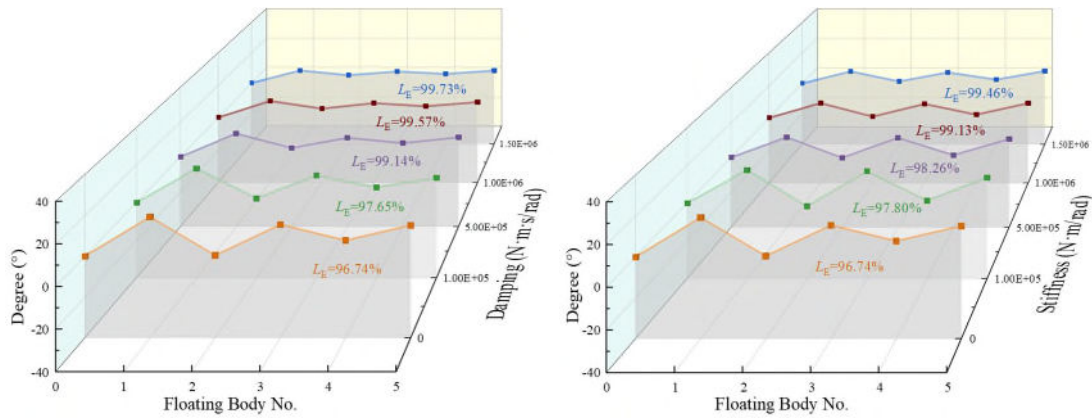 L_E=99.73%
L_E=99.57%
L_E=99.14%
L_E=97.65%
L_E=96.74%
40
20
0
-20
-40
Degree (°)
0
1
2
3
4
5
Floating Body No.
0
1.00E+05
5.00E+05
1.00E+06
1.50E+06
Damping (N·m·s/rad)
L_E=99.46%
L_E=99.13%
L_E=98.26%
L_E=97.80%
L_E=96.74%
40
20
0
-20
-40
Degree (°)
0
1
2
3
4
5
Floating Body No.
0
1.00E+05
5.00E+05
1.00E+06
1.50E+06
Stiffness (N·m/rad)